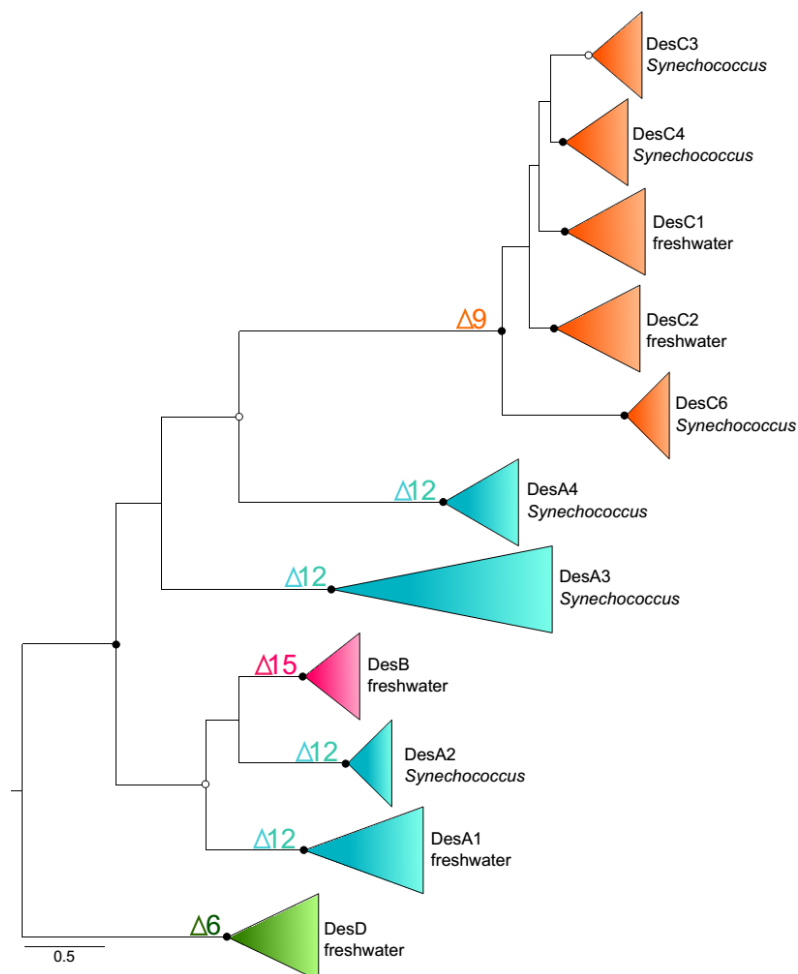 DesC3
Synechococcus
DesC4
Synechococcus
DesC1
freshwater
DesC2
freshwater
Δ9
DesC6
Synechococcus
Δ12
DesA4
Synechococcus
Δ12
DesA3
Synechococcus
Δ15
DesB
freshwater
Δ12
DesA2
Synechococcus
Δ12
DesA1
freshwater
Δ6
DesD
freshwater
0.5